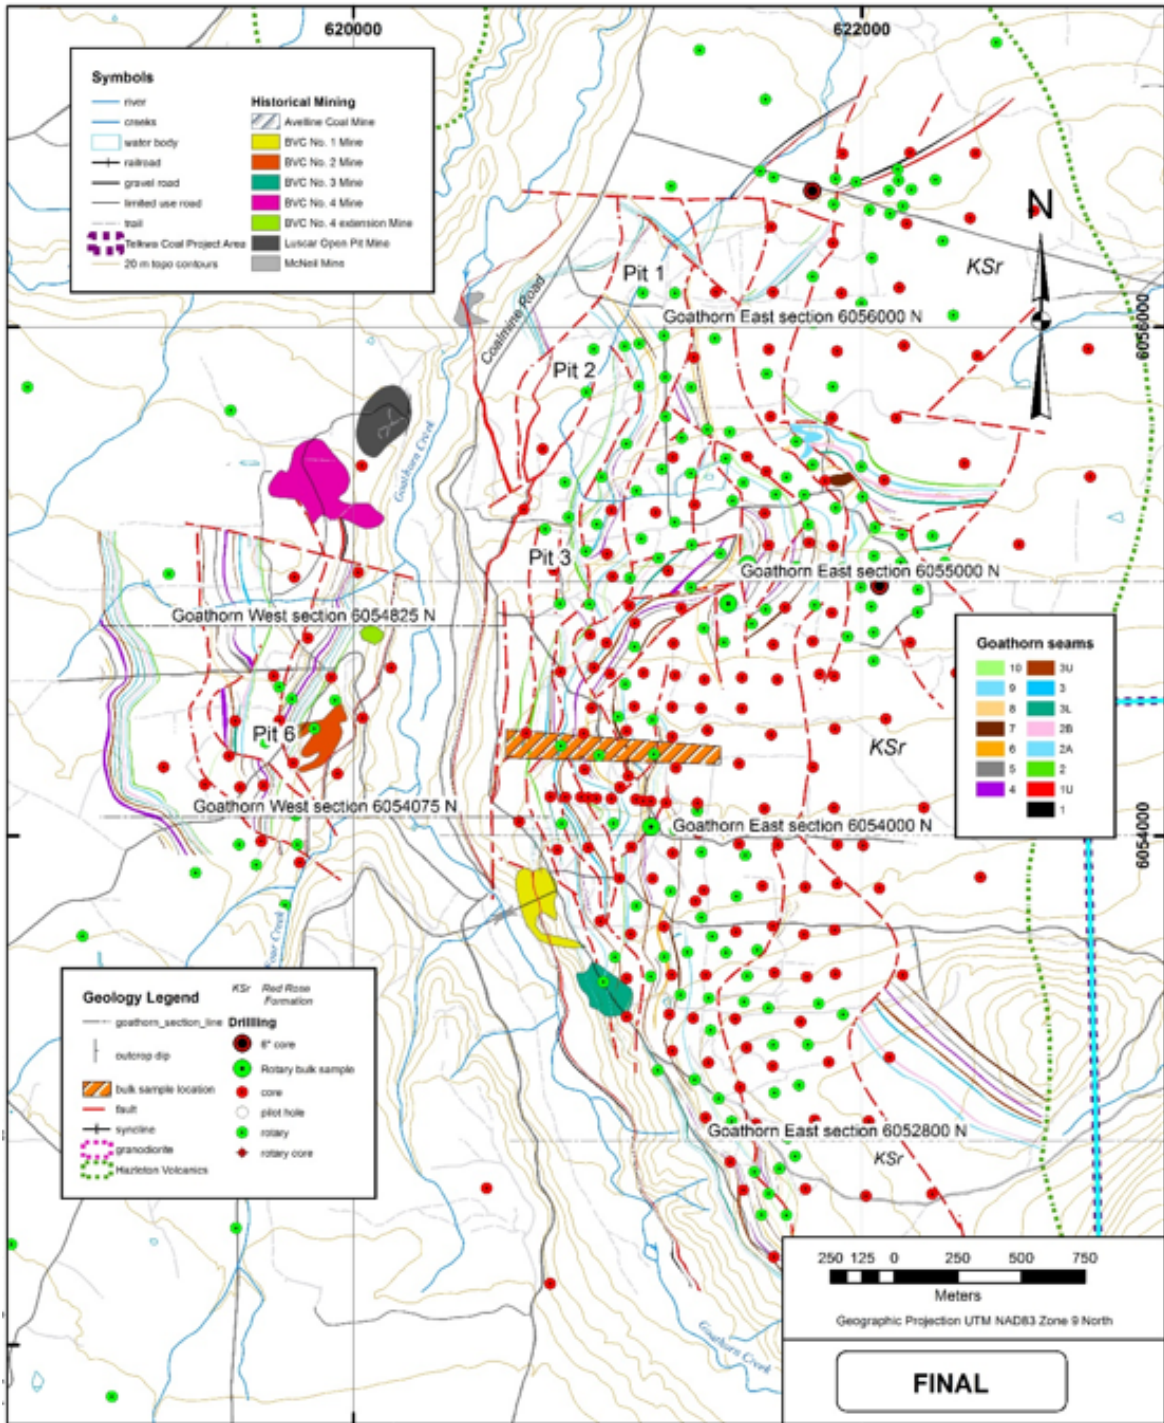 620000
622000
Symbols
river
creeks
water body
railroad
gravel road
limited use road
trail
Telkwa Coal Project Area
20 m topo contours
Historical Mining
Avelline Coal Mine
BVC No. 1 Mine
BVC No. 2 Mine
BVC No. 3 Mine
BVC No. 4 Mine
BVC No. 4 extension Mine
Luscar Open Pit Mine
McNeil Mine
N
KSr
Pit 1
Coalmine Road
Goathorn East section 6056000 N
6056000
Pit 2
Goathorn Creek
Pit 3
Goathorn East section 6055000 N
Goathorn West section 6054825 N
Goathorn seams
10
9
8
7
6
5
4
3U
3
3L
2B
2A
2
1U
1
Pit 6
KSr
Goathorn West section 6054075 N
Goathorn East section 6054000 N
6054000
Four Creek
Geology Legend
KSr Red Rose
Formation
goathorn_section_line
outcrop dip
bulk sample location
fault
syncline
granodiorite
Hazleton Volcanics
Drilling
6" core
Rotary bulk sample
core
pilot hole
rotary
rotary core
Goathorn East section 6052800 N
KSr
Goathorn Creek
250 125 0 250 500 750
Meters
Geographic Projection UTM NAD83 Zone 9 North
FINAL